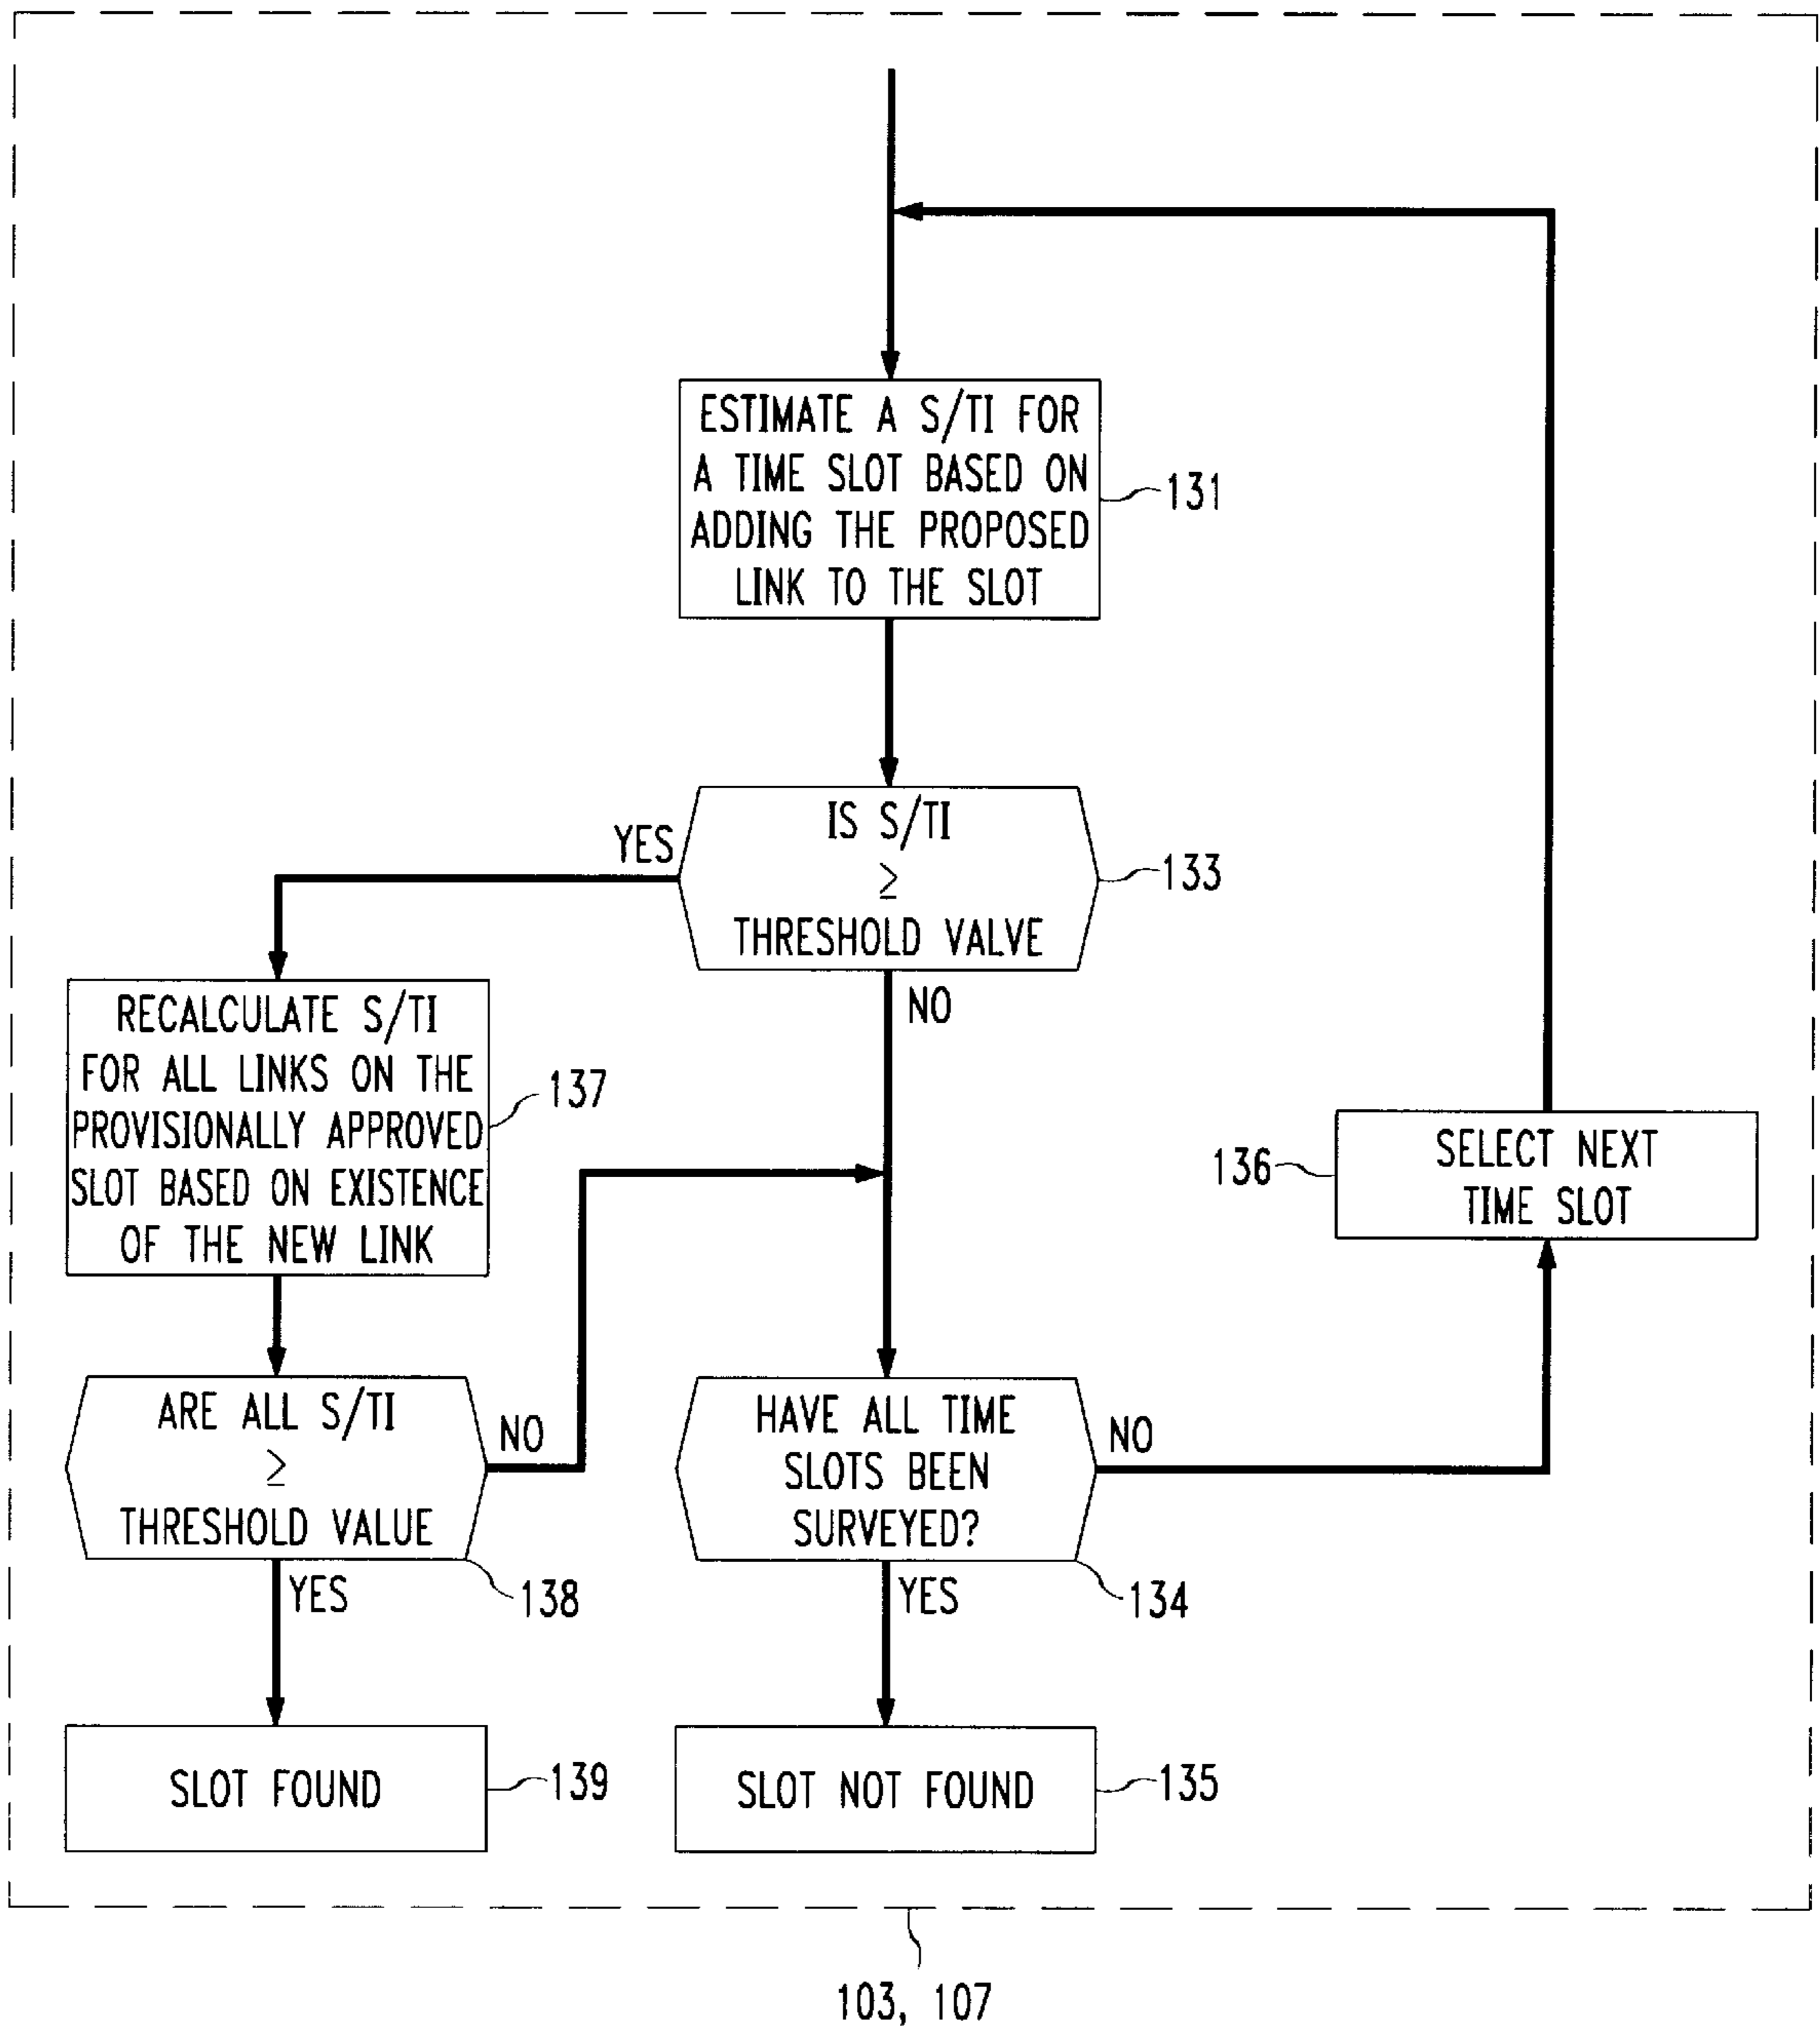 ESTIMATE A S/TI FOR
A TIME SLOT BASED ON
ADDING THE PROPOSED
LINK TO THE SLOT
131
IS S/TI
≥
THRESHOLD VALVE
133
YES
NO
RECALCULATE S/TI
FOR ALL LINKS ON THE
PROVISIONALLY APPROVED
SLOT BASED ON EXISTENCE
OF THE NEW LINK
137
SELECT NEXT
TIME SLOT
136
ARE ALL S/TI
≥
THRESHOLD VALUE
NO
138
YES
HAVE ALL TIME
SLOTS BEEN
SURVEYED?
NO
134
YES
SLOT FOUND
139
SLOT NOT FOUND
135
103, 107